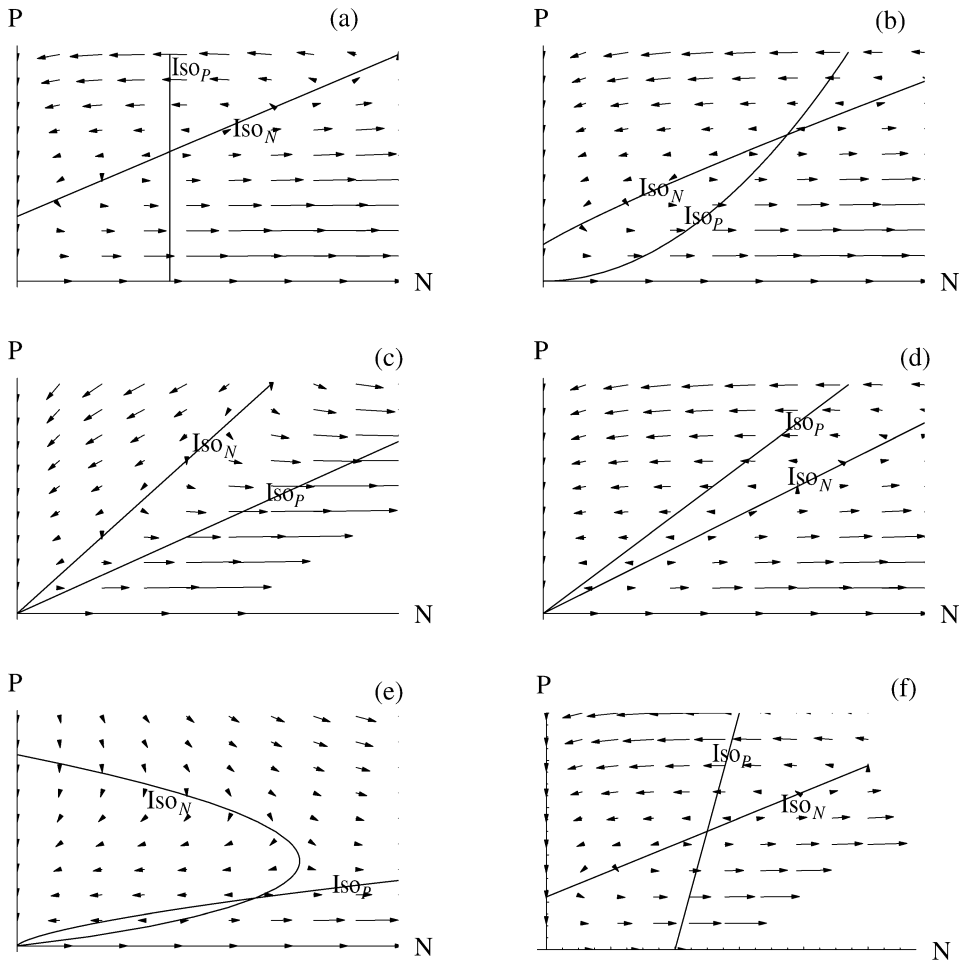 P (a) P (b)
Iso_P
Iso_N
Iso_N
Iso_P
N N
P (c) P (d)
Iso_P
Iso_N
Iso_N
Iso_P
N N
P (e) P (f)
Iso_P
Iso_N Iso_N
Iso_P
N N